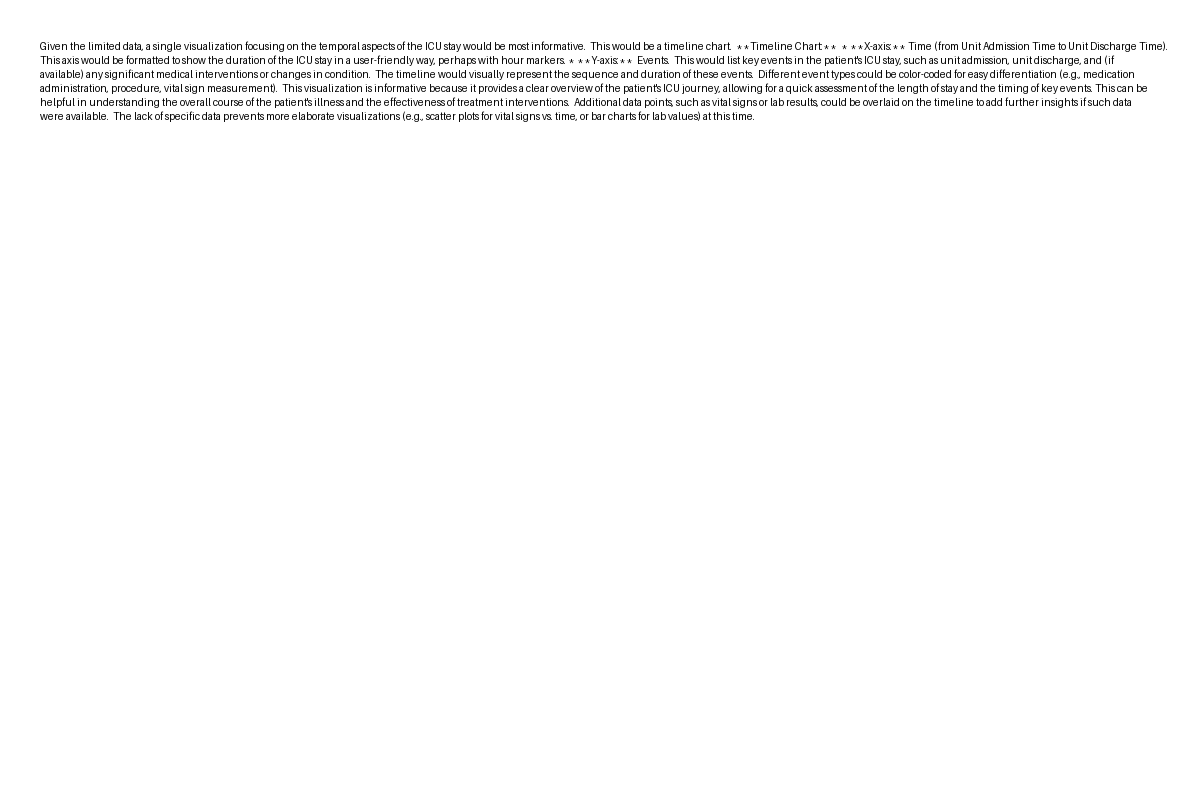 Given the limited data, a single visualization focusing on the temporal aspects of the ICU stay would be most informative.  This would be a timeline chart.  **Timeline Chart:**  * **X-axis:** Time (from Unit Admission Time to Unit Discharge Time).
This axis would be formatted to show the duration of the ICU stay in a user-friendly way, perhaps with hour markers. * **Y-axis:**  Events.  This would list key events in the patient's ICU stay, such as unit admission, unit discharge, and (if
available) any significant medical interventions or changes in condition.  The timeline would visually represent the sequence and duration of these events.  Different event types could be color-coded for easy differentiation (e.g., medication
administration, procedure, vital sign measurement).  This visualization is informative because it provides a clear overview of the patient's ICU journey, allowing for a quick assessment of the length of stay and the timing of key events. This can be
helpful in understanding the overall course of the patient's illness and the effectiveness of treatment interventions.  Additional data points, such as vital signs or lab results, could be overlaid on the timeline to add further insights if such data
were available.  The lack of specific data prevents more elaborate visualizations (e.g., scatter plots for vital signs vs. time, or bar charts for lab values) at this time.